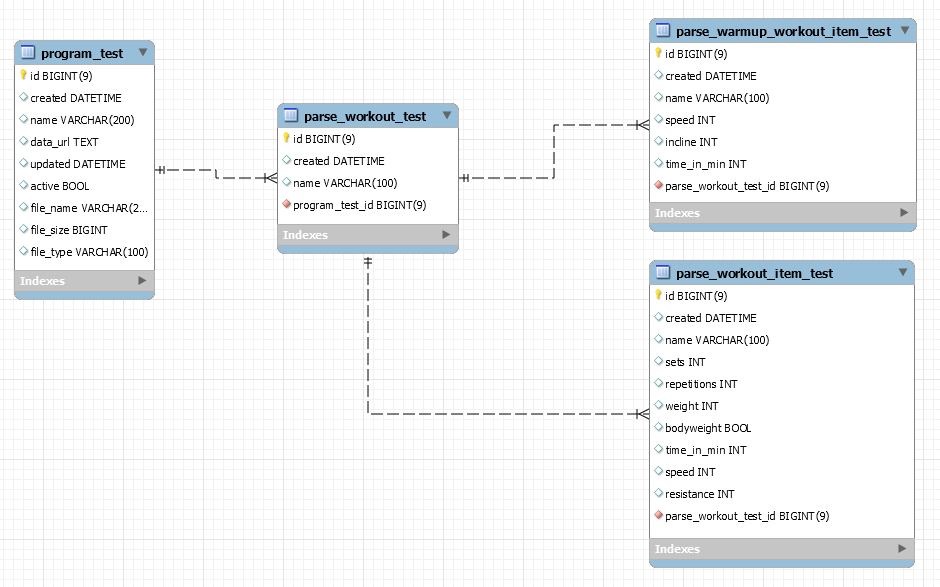 program_test
id BIGINT(9)
created DATETIME
name VARCHAR(200)
data_url TEXT
updated DATETIME
active BOOL
file_name VARCHAR(2...
file_size BIGINT
file_type VARCHAR(100)
Indexes
parse_workout_test
id BIGINT(9)
created DATETIME
name VARCHAR(100)
program_test_id BIGINT(9)
Indexes
parse_warmup_workout_item_test
id BIGINT(9)
created DATETIME
name VARCHAR(100)
speed INT
incline INT
time_in_min INT
parse_workout_test_id BIGINT(9)
Indexes
parse_workout_item_test
id BIGINT(9)
created DATETIME
name VARCHAR(100)
sets INT
repetitions INT
weight INT
bodyweight BOOL
time_in_min INT
speed INT
resistance INT
parse_workout_test_id BIGINT(9)
Indexes